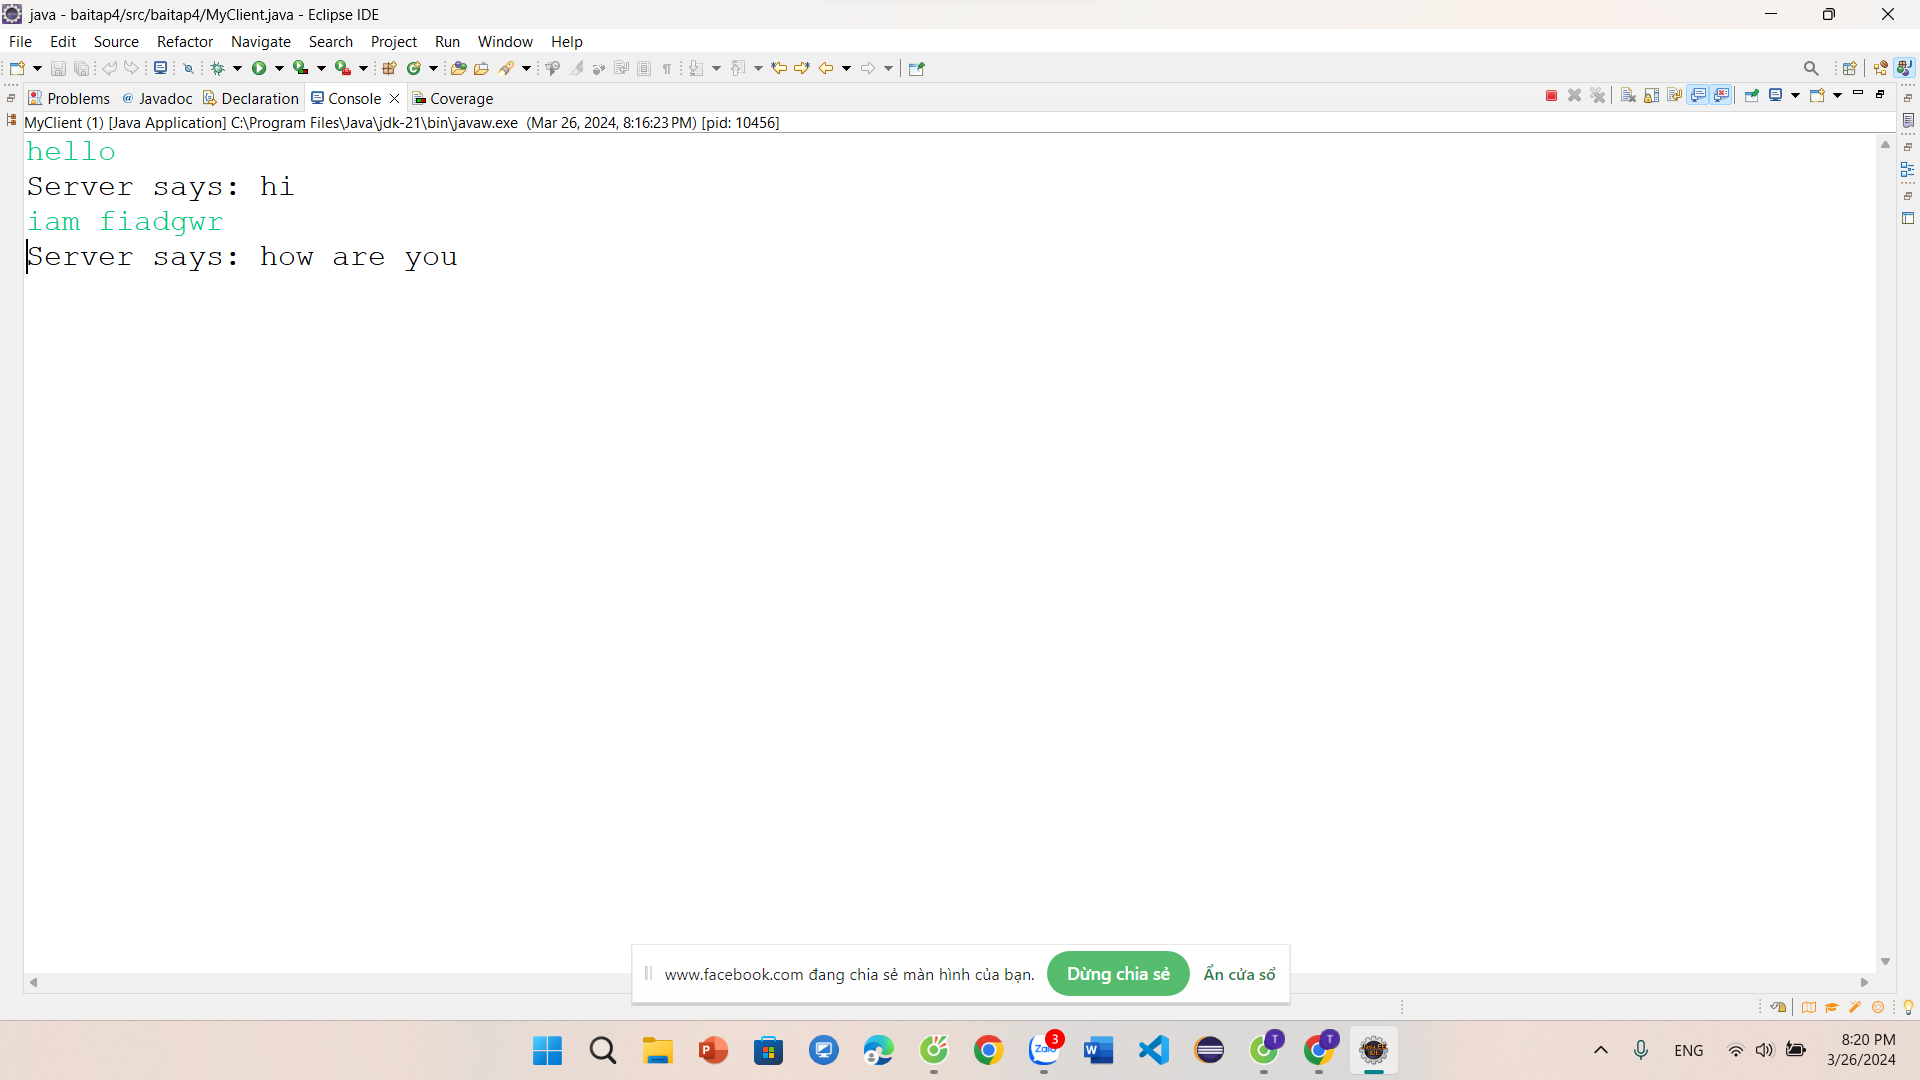 java - baitap4/src/baitap4/MyClient.java - Eclipse IDE
File Edit Source Refactor Navigate Search Project Run Window Help
Problems Javadoc Declaration Console Coverage
MyClient (1) [Java Application] C:\Program Files\Java\jdk-21\bin\javaw.exe (Mar 26, 2024, 8:16:23 PM) [pid: 10456]
hello
Server says: hi
iam fiadgwr
Server says: how are you
www.facebook.com đang chia sẻ màn hình của bạn. Dừng chia sẻ Ẩn cửa sổ
Zalo 3 T T
ENG
8:20 PM
3/26/2024